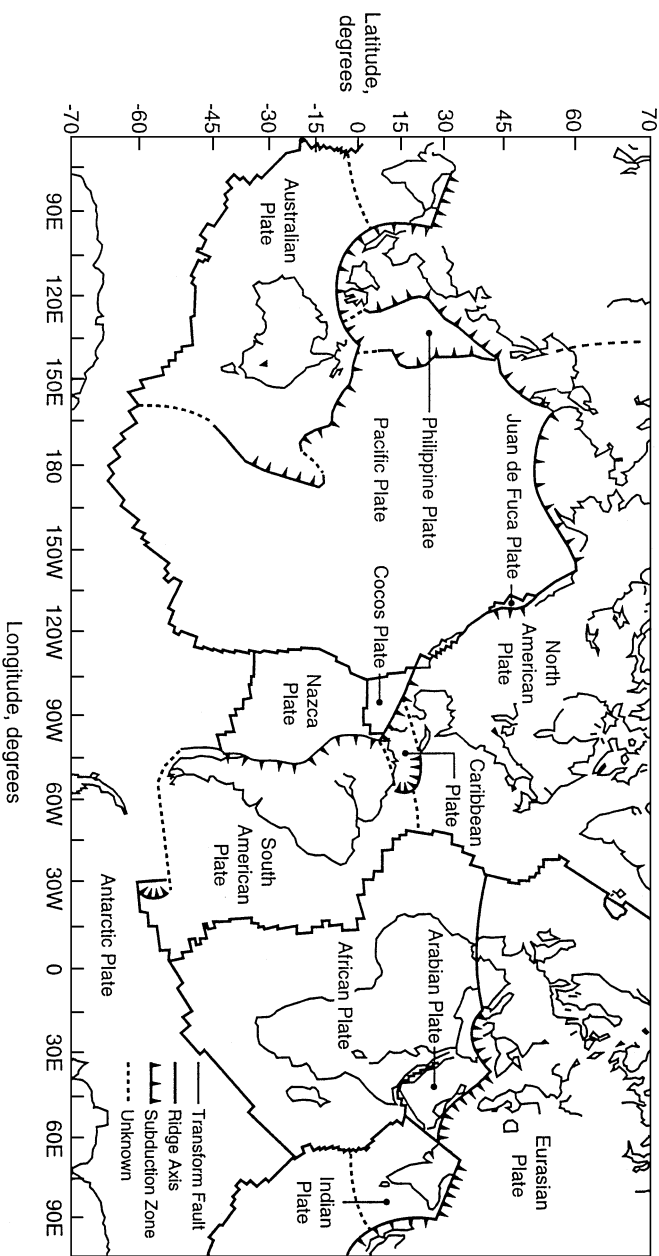 Latitude,
degrees
70
60
45
30
15
0
-15
-30
-45
-60
-70
90E
120E
150E
180
150W
120W
90W
60W
30W
0
30E
60E
90E
Longitude, degrees
Australian
Plate
Philippine Plate
Pacific Plate
Juan de Fuca Plate
Cocos Plate
North
American
Plate
Nazca
Plate
Caribbean
Plate
South
American
Plate
Antarctic Plate
African Plate
Arabian Plate
Eurasian
Plate
Indian
Plate
Transform Fault
Ridge Axis
Subduction Zone
Unknown